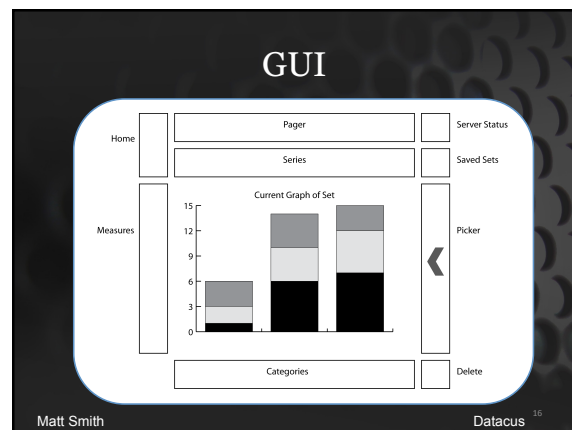 GUI
Home
Pager
Server Status
Series
Saved Sets
Measures
Current Graph of Set
15
12
9
6
3
0
Picker
Categories
Delete
Matt Smith
Datacus
16